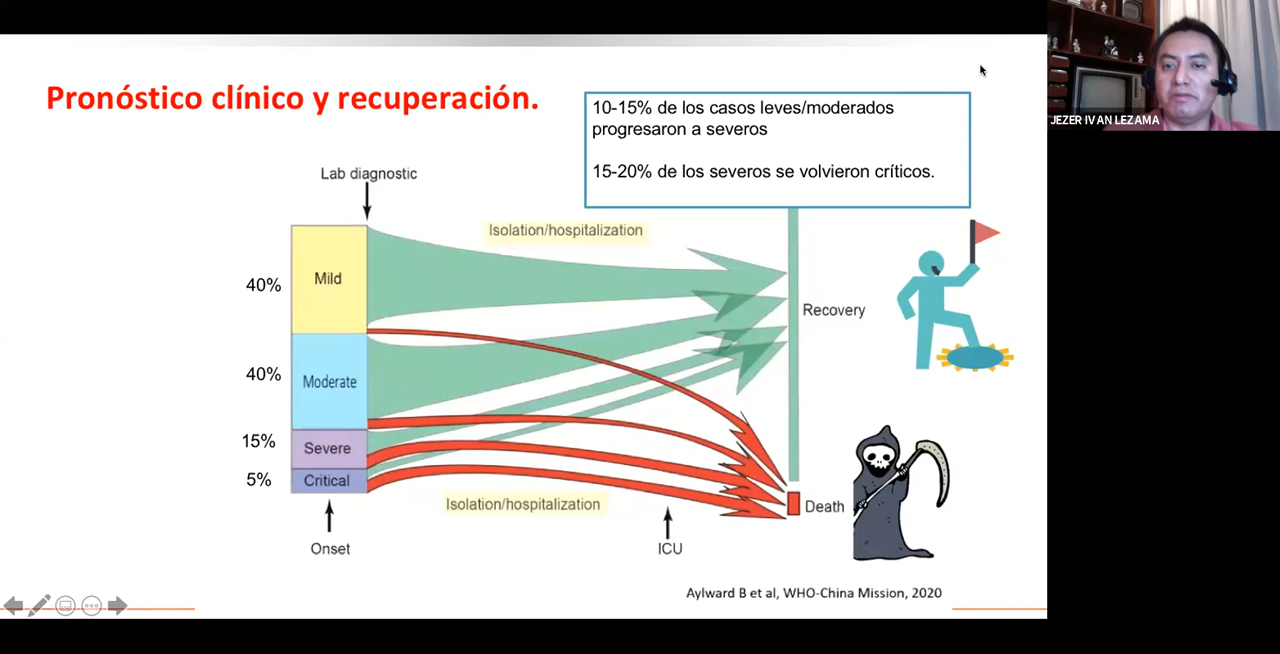 Pronóstico clínico y recuperación.
10-15% de los casos leves/moderados
progresaron a severos
15-20% de los severos se volvieron críticos.
JEZER IVAN LEZAMA
Lab diagnostic
Isolation/hospitalization
40%
Mild
Recovery
40%
Moderate
15%
Severe
5%
Critical
Isolation/hospitalization
Death
Onset
ICU
Aylward B et al, WHO-China Mission, 2020